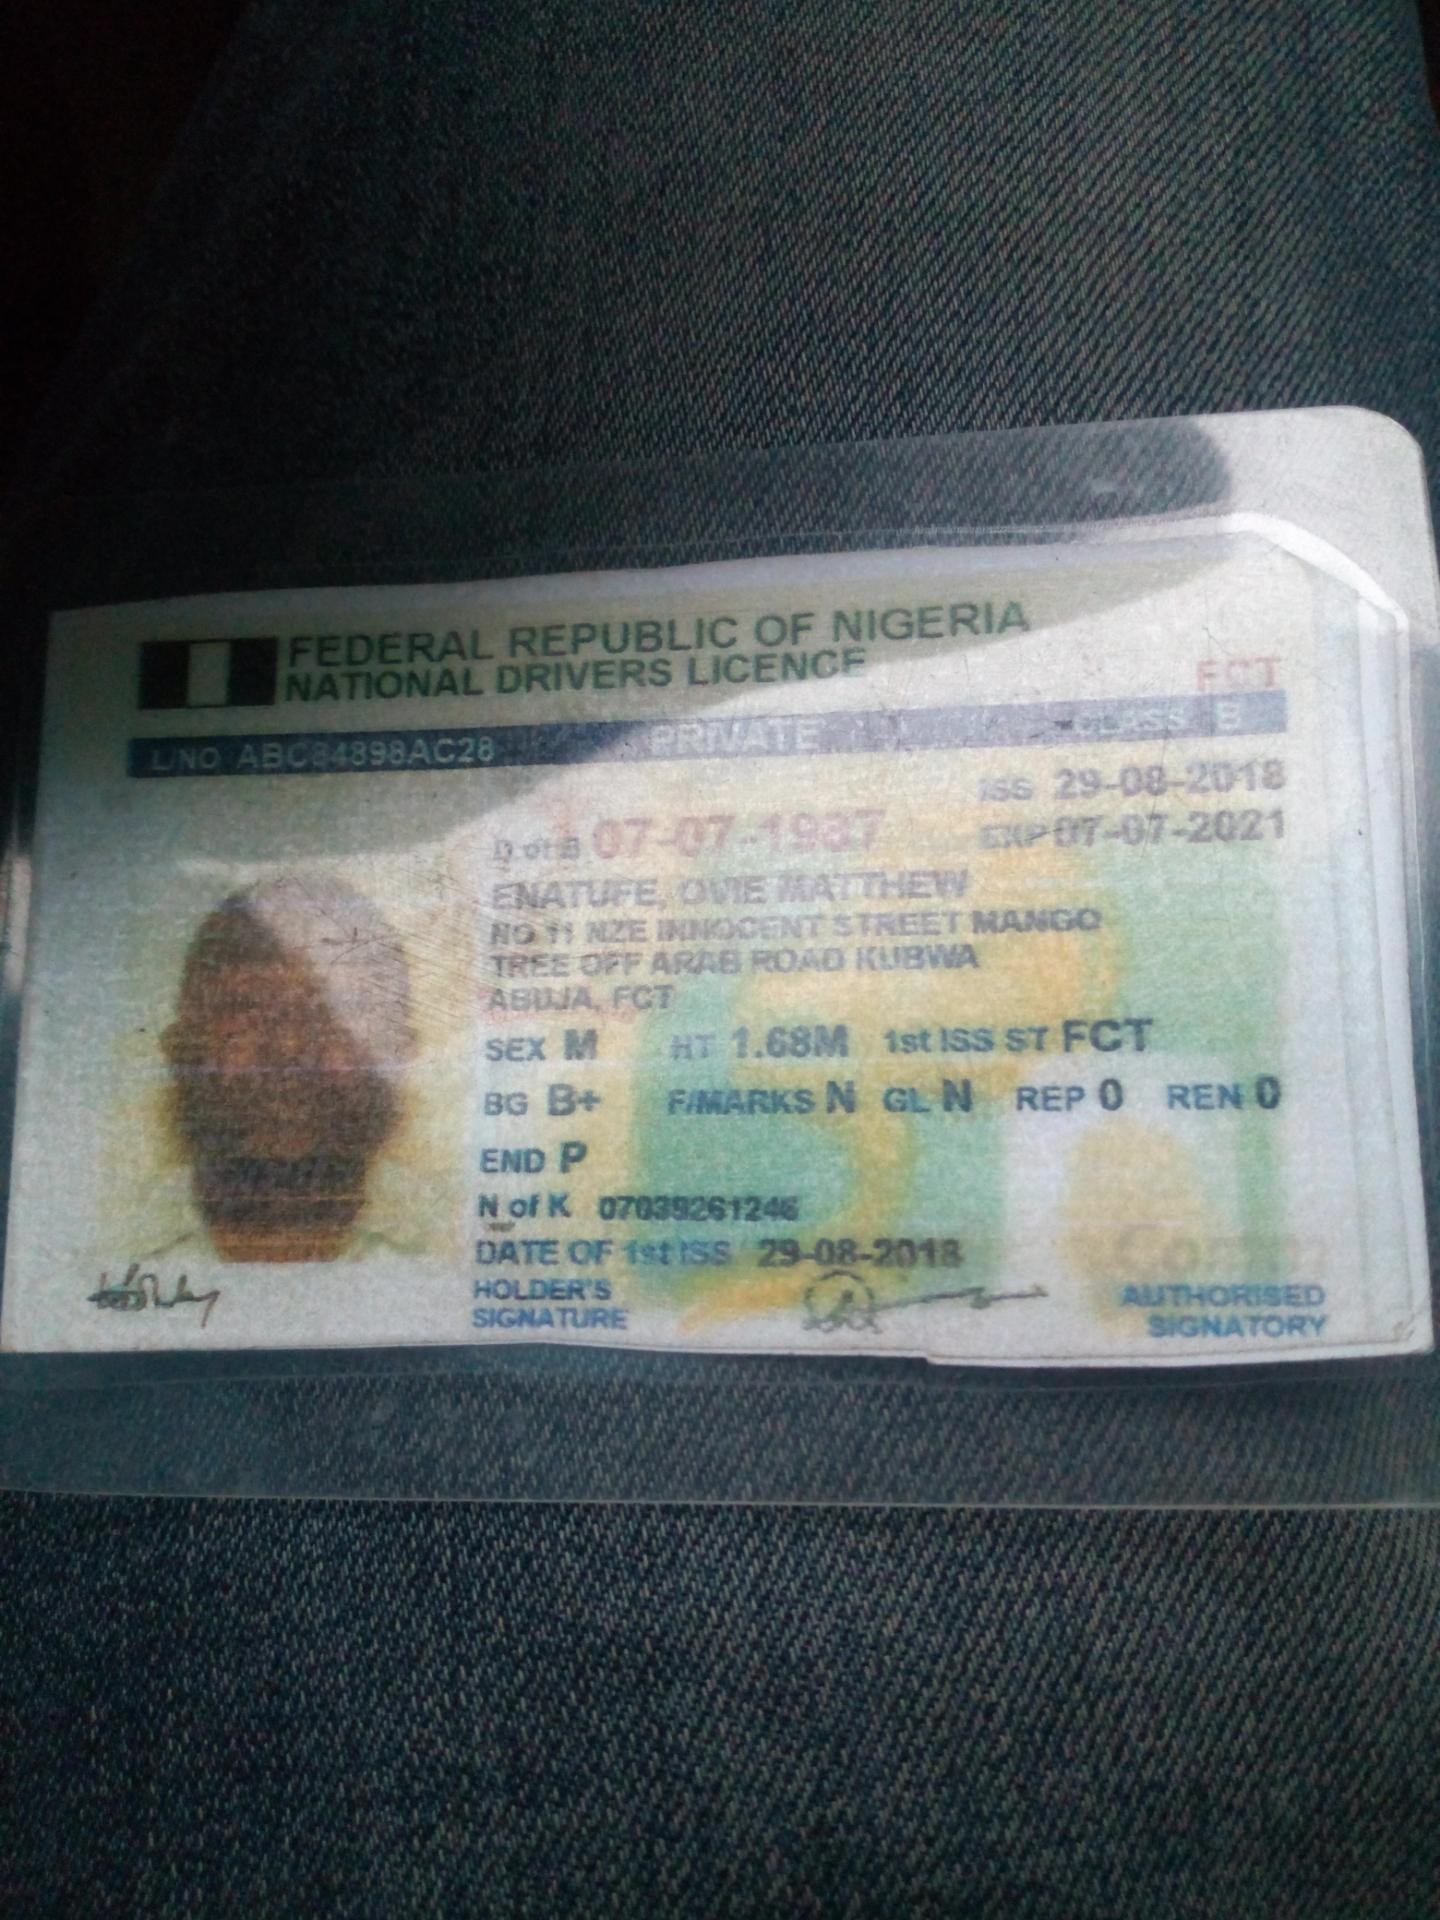 FEDERAL REPUBLIC OF NIGERIA
NATIONAL DRIVERS LICENCE
FCT
L/NO ABC34898AC28 PRIVATE CLASS B
ISS 29-08-2018
D of B 07-07-1987 EXP 07-07-2021
ENATUFE, OVIE MATTHEW
NO 11 NZE INNOCENT STREET MANGO
TREE OFF ARAB ROAD KUBWA
ABUJA, FCT
SEX M HT 1.68M 1st ISS ST FCT
BG B+ F/MARKS N GL N REP 0 REN 0
END P
N of K 07039261246
DATE OF 1st ISS 29-08-2018
HOLDER'S
SIGNATURE
AUTHORISED
SIGNATORY